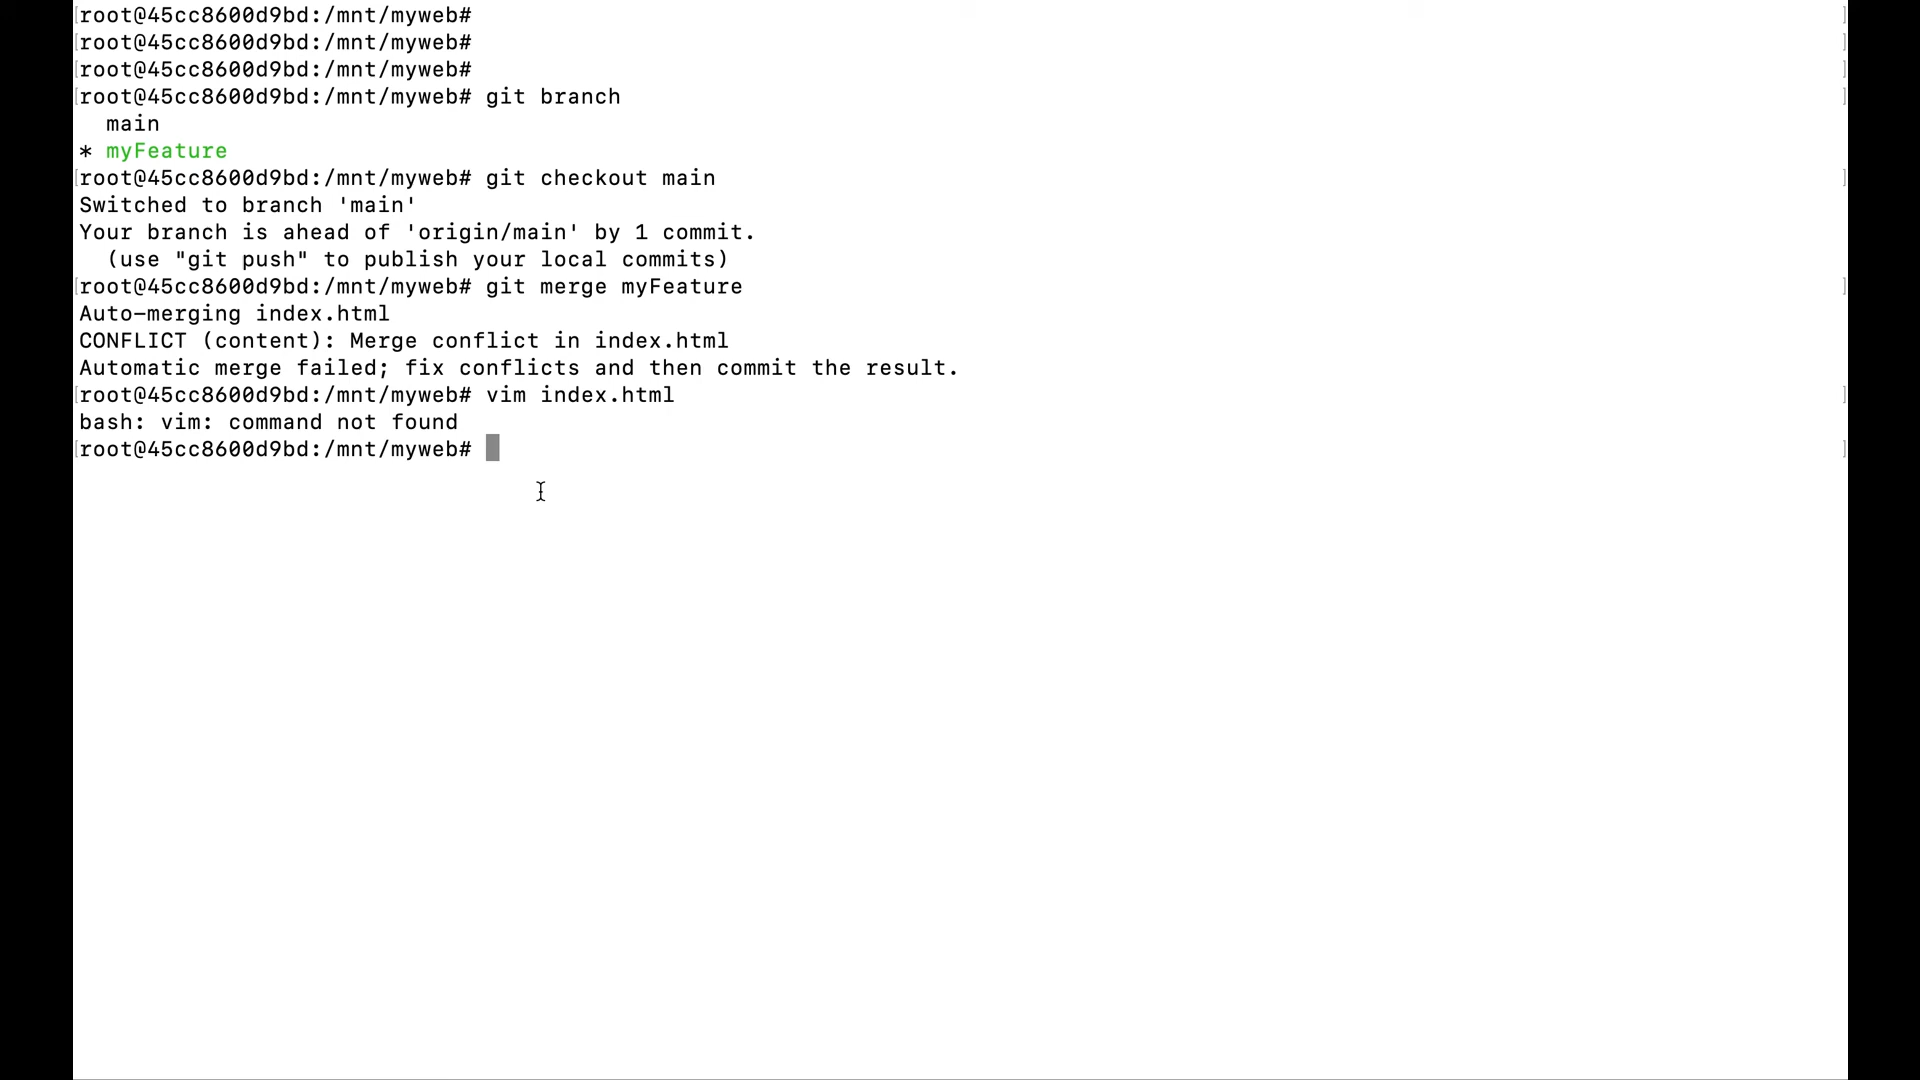 [root@45cc8600d9bd:/mnt/myweb# ]
[root@45cc8600d9bd:/mnt/myweb# ]
[root@45cc8600d9bd:/mnt/myweb# ]
[root@45cc8600d9bd:/mnt/myweb# git branch ]
  main
* myFeature
[root@45cc8600d9bd:/mnt/myweb# git checkout main ]
Switched to branch 'main'
Your branch is ahead of 'origin/main' by 1 commit.
  (use "git push" to publish your local commits)
[root@45cc8600d9bd:/mnt/myweb# git merge myFeature ]
Auto-merging index.html
CONFLICT (content): Merge conflict in index.html
Automatic merge failed; fix conflicts and then commit the result.
[root@45cc8600d9bd:/mnt/myweb# vim index.html ]
bash: vim: command not found
[root@45cc8600d9bd:/mnt/myweb# ]